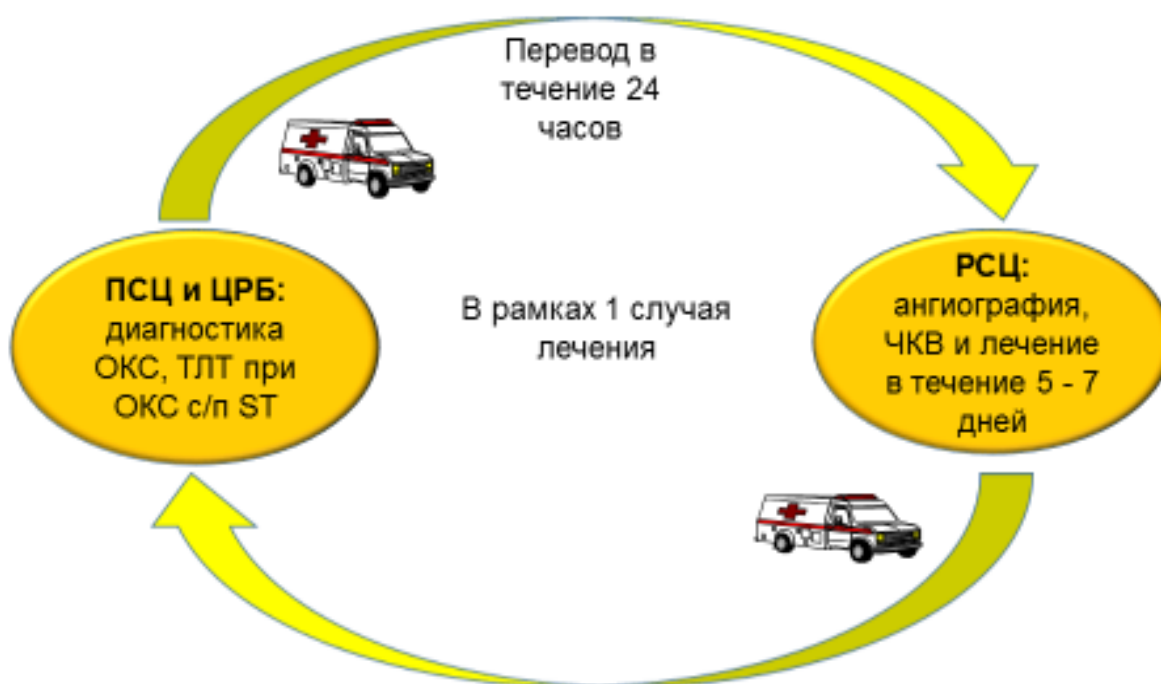 Перевод в
течение 24
часов
ПСЦ и ЦРБ:
диагностика
ОКС, ТЛТ при
ОКС с/п ST
В рамках 1 случая
лечения
РСЦ:
ангиография,
ЧКВ и лечение
в течение 5 - 7
дней